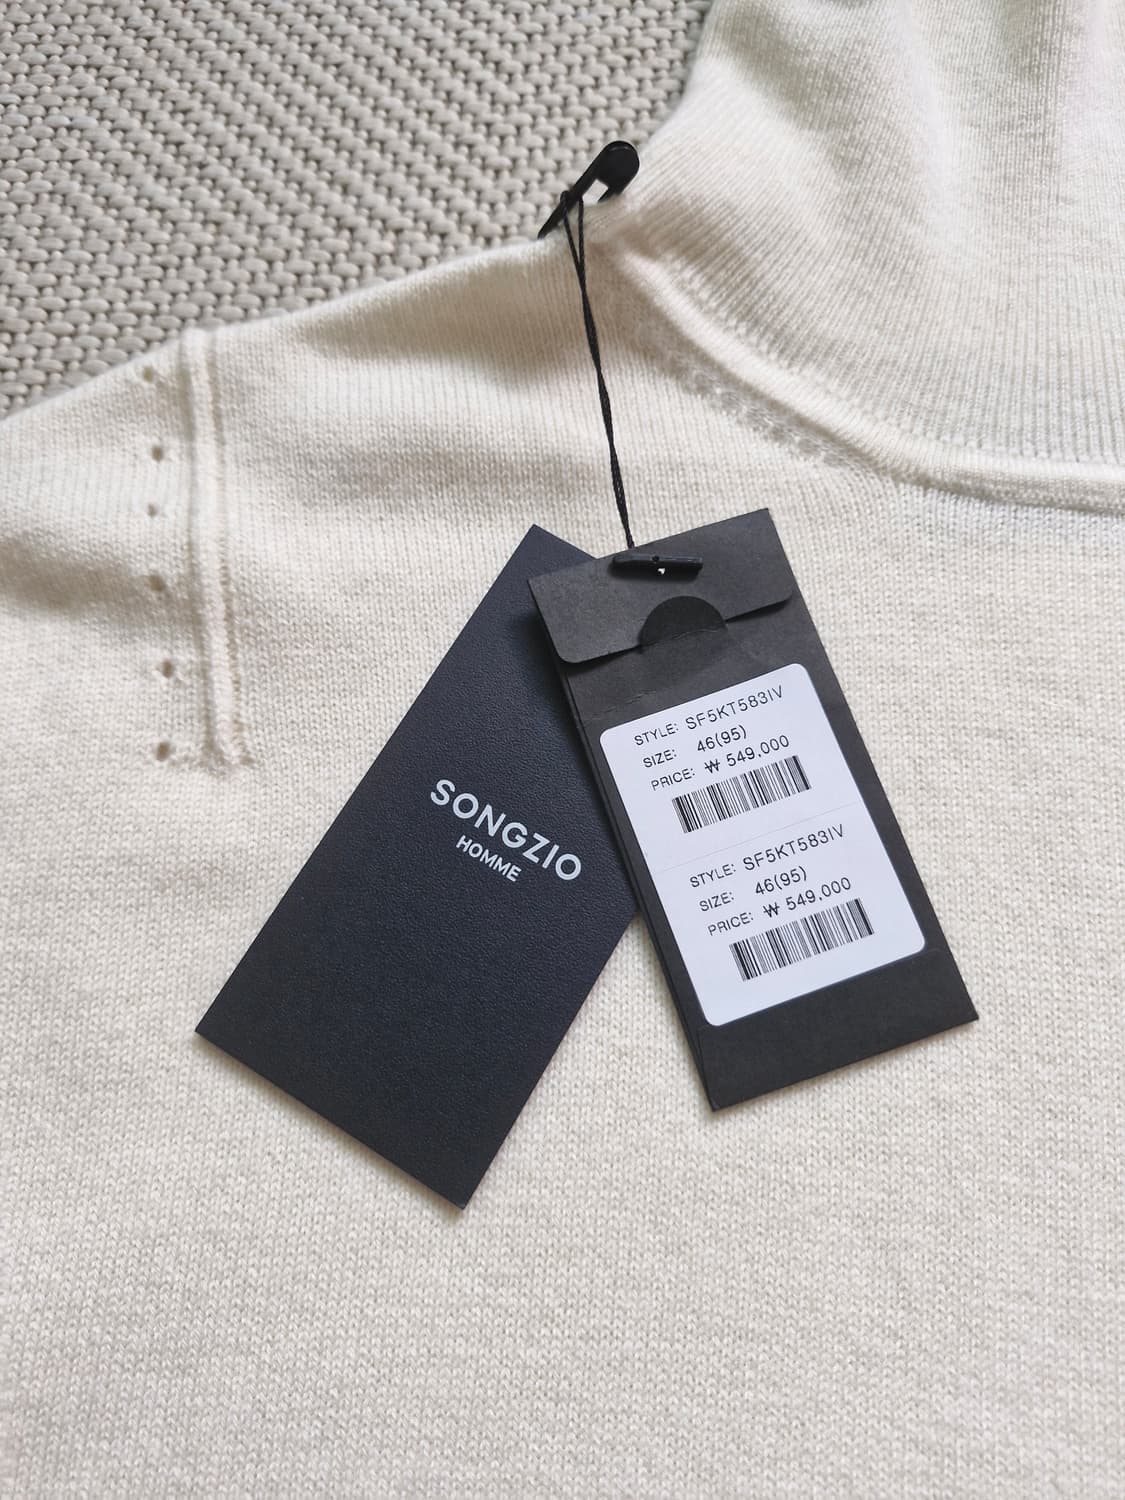 SONGZIO
HOMME
STYLE: SF5KT583IV
SIZE: 46(95)
PRICE: ₩ 549,000
STYLE: SF5KT583IV
SIZE: 46(95)
PRICE: ₩ 549,000